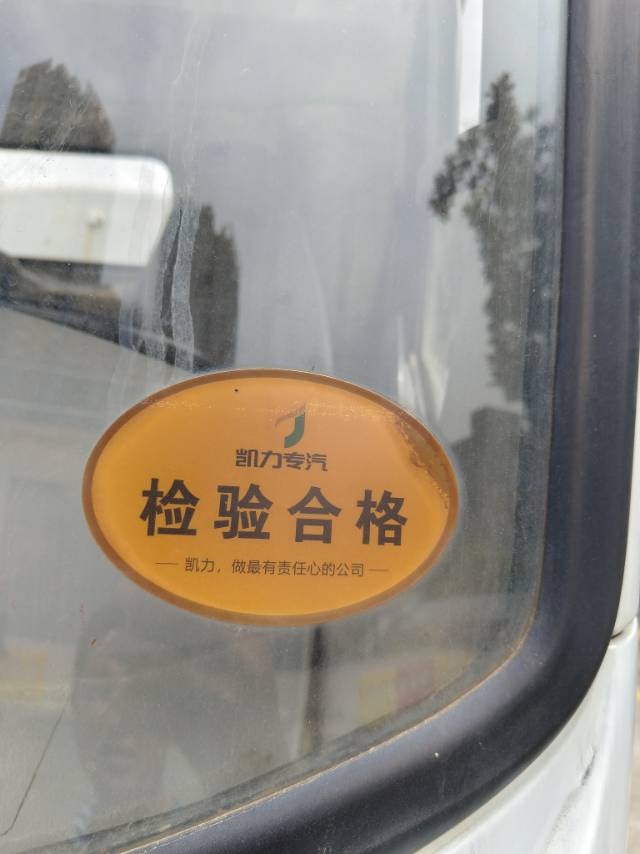 凯力专汽
检验合格
凯力，做最有责任心的公司